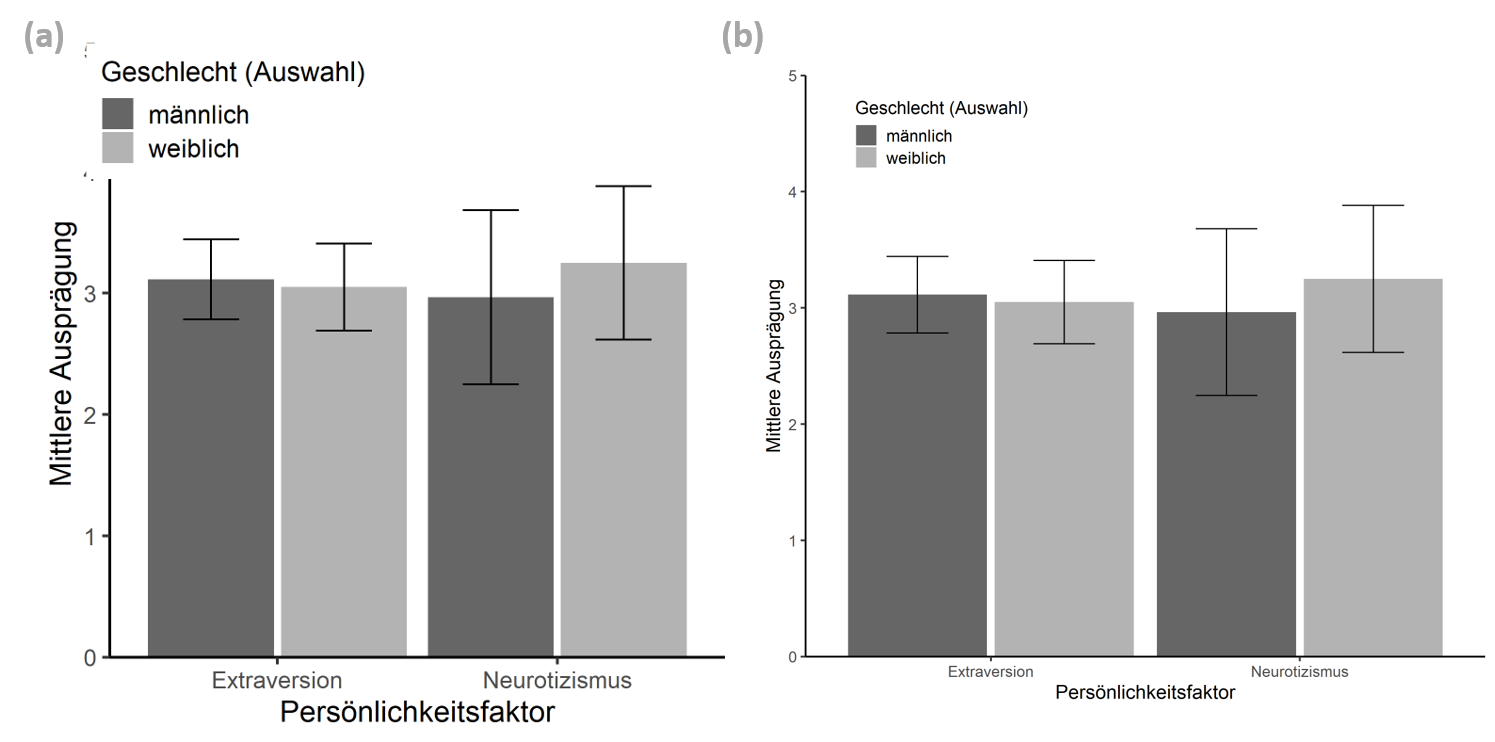 (a)
Geschlecht (Auswahl)
männlich
weiblich
Mittlere Ausprägung
3
2
1
0
Extraversion Neurotizismus
Persönlichkeitsfaktor
(b)
5
Geschlecht (Auswahl)
männlich
weiblich
4
Mittlere Ausprägung
3
2
1
0
Extraversion Neurotizismus
Persönlichkeitsfaktor